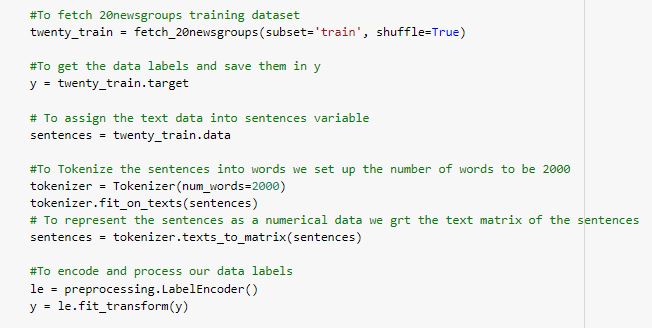 #To fetch 20newsgroups training dataset
twenty_train = fetch_20newsgroups(subset='train', shuffle=True)
#To get the data labels and save them in y
y = twenty_train.target
# To assign the text data into sentences variable
sentences = twenty_train.data
#To Tokenize the sentences into words we set up the number of words to be 2000
tokenizer = Tokenizer(num_words=2000)
tokenizer.fit_on_texts(sentences)
# To represent the sentences as a numerical data we grt the text matrix of the sentences
sentences = tokenizer.texts_to_matrix(sentences)
#To encode and process our data labels
le = preprocessing.LabelEncoder()
y = le.fit_transform(y)